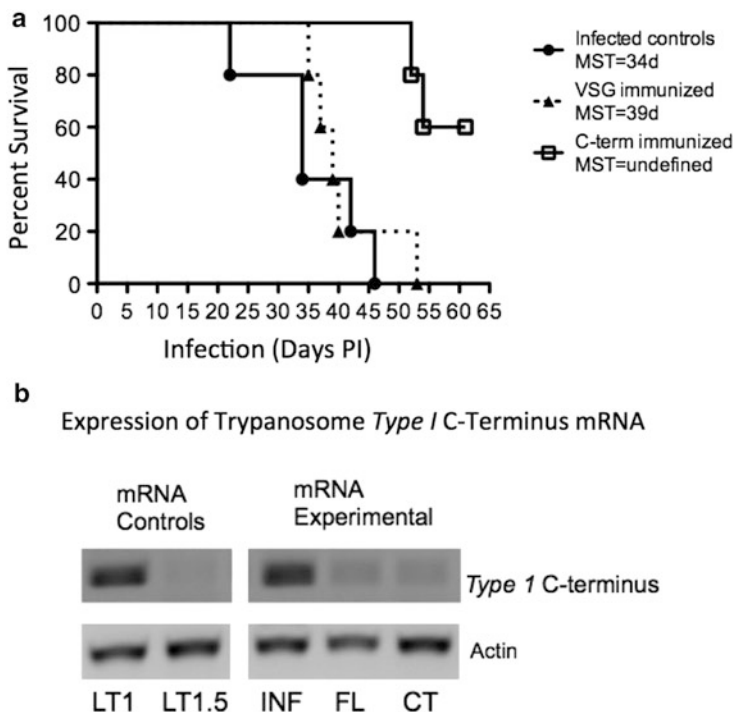 a
100
80
60
40
20
0
Percent Survival
0 5 10 15 20 25 30 35 40 45 50 55 60 65
Infection (Days PI)
Infected controls
MST=34d
VSG immunized
MST=39d
C-term immunized
MST=undefined
b
Expression of Trypanosome Type I C-Terminus mRNA
mRNA
Controls
mRNA
Experimental
Type 1 C-terminus
Actin
LT1 LT1.5 INF FL CT